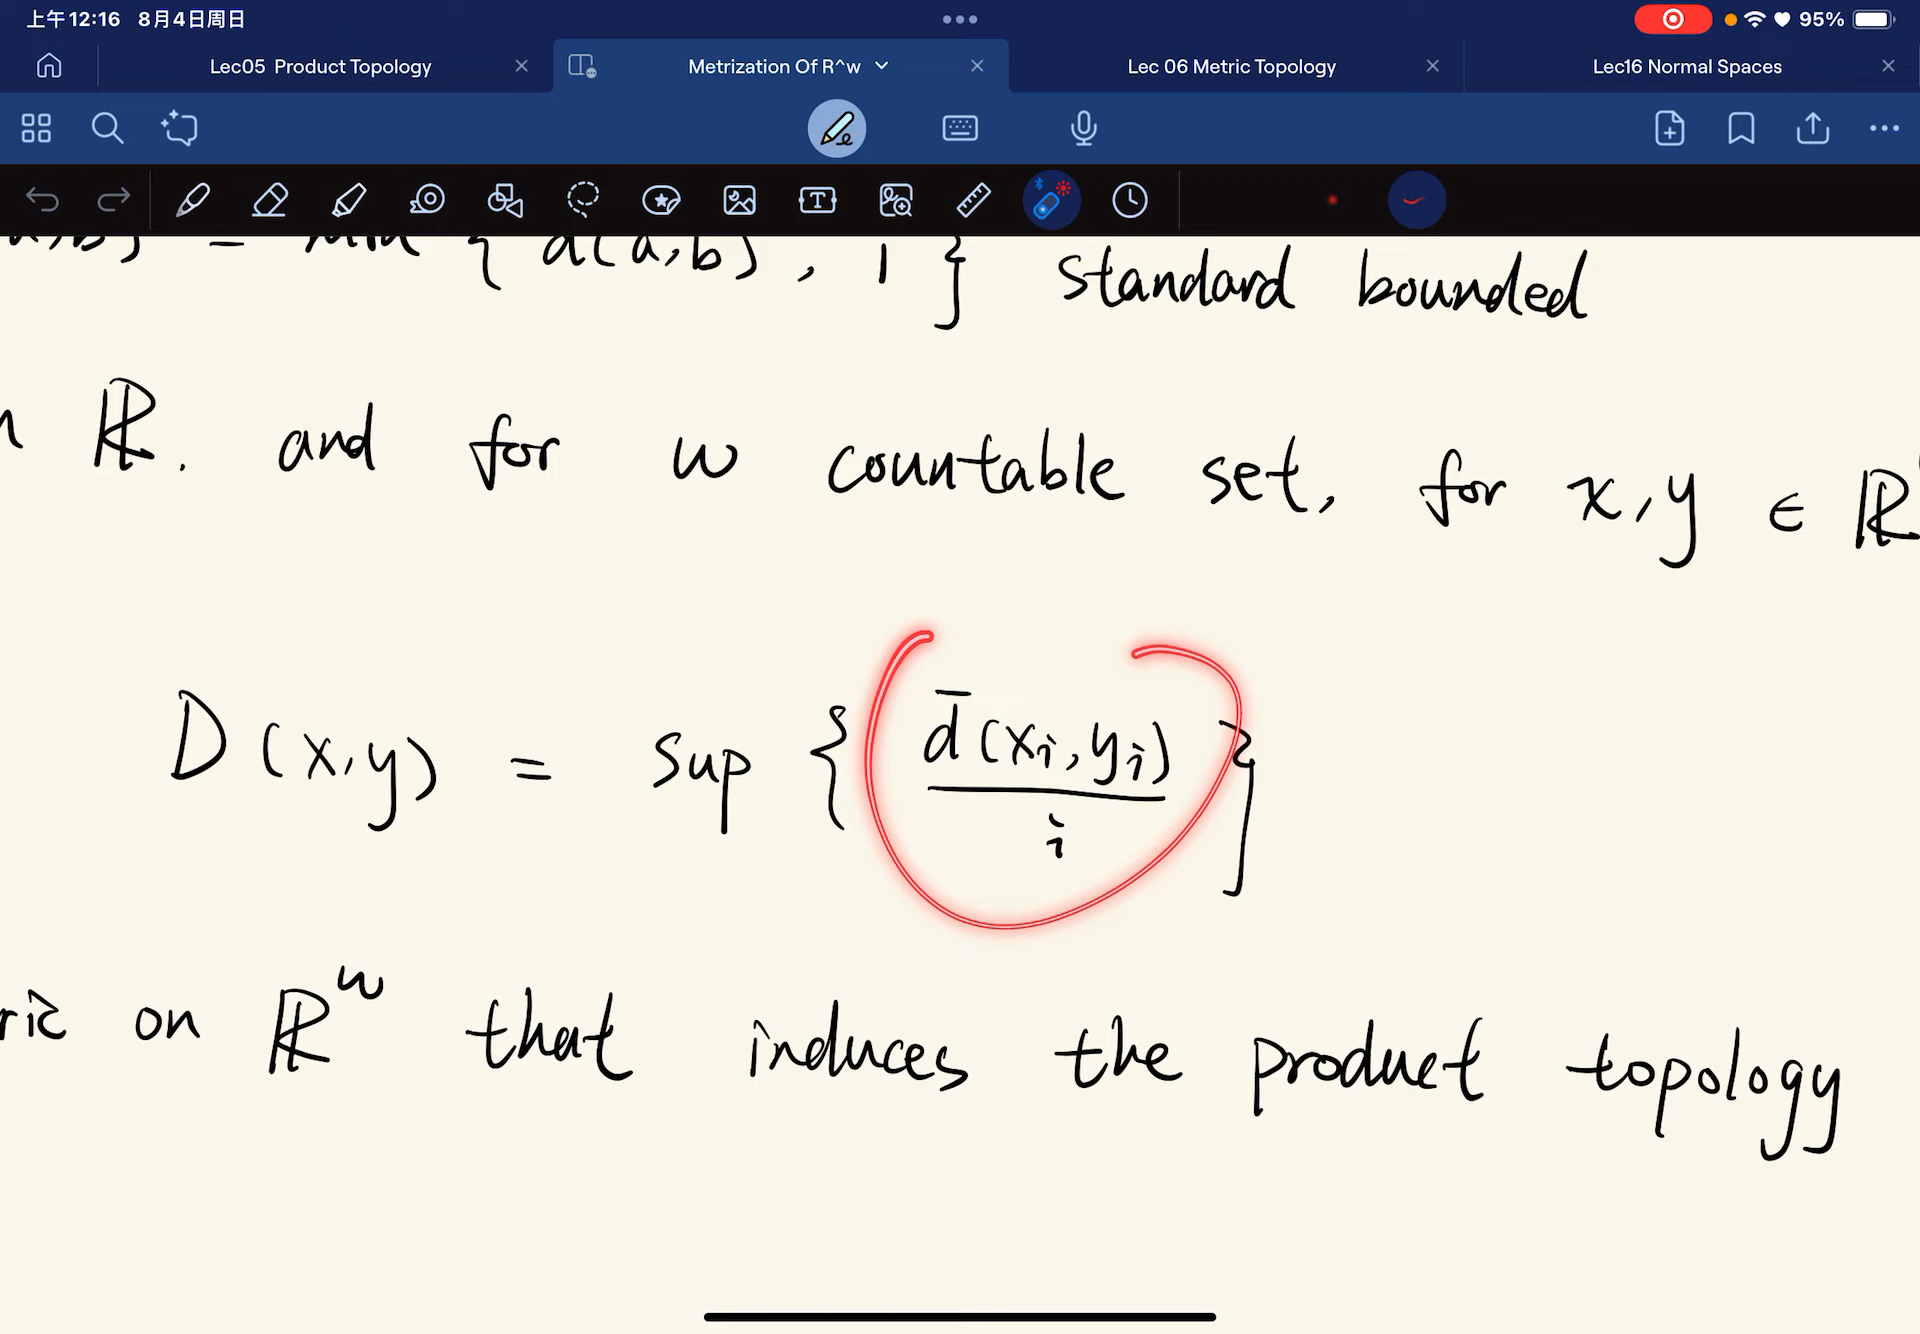 上午12:16 8月4日周日 95%
Lec05 Product Topology Metrization Of R^w Lec 06 Metric Topology Lec16 Normal Spaces
= min { d(a,b), 1 } Standard bounded
ℝ. and for w countable set, for x,y ∈ ℝ
D(x,y) = sup { d̄(xᵢ,yᵢ) / i }
on ℝ^w that induces the product topology